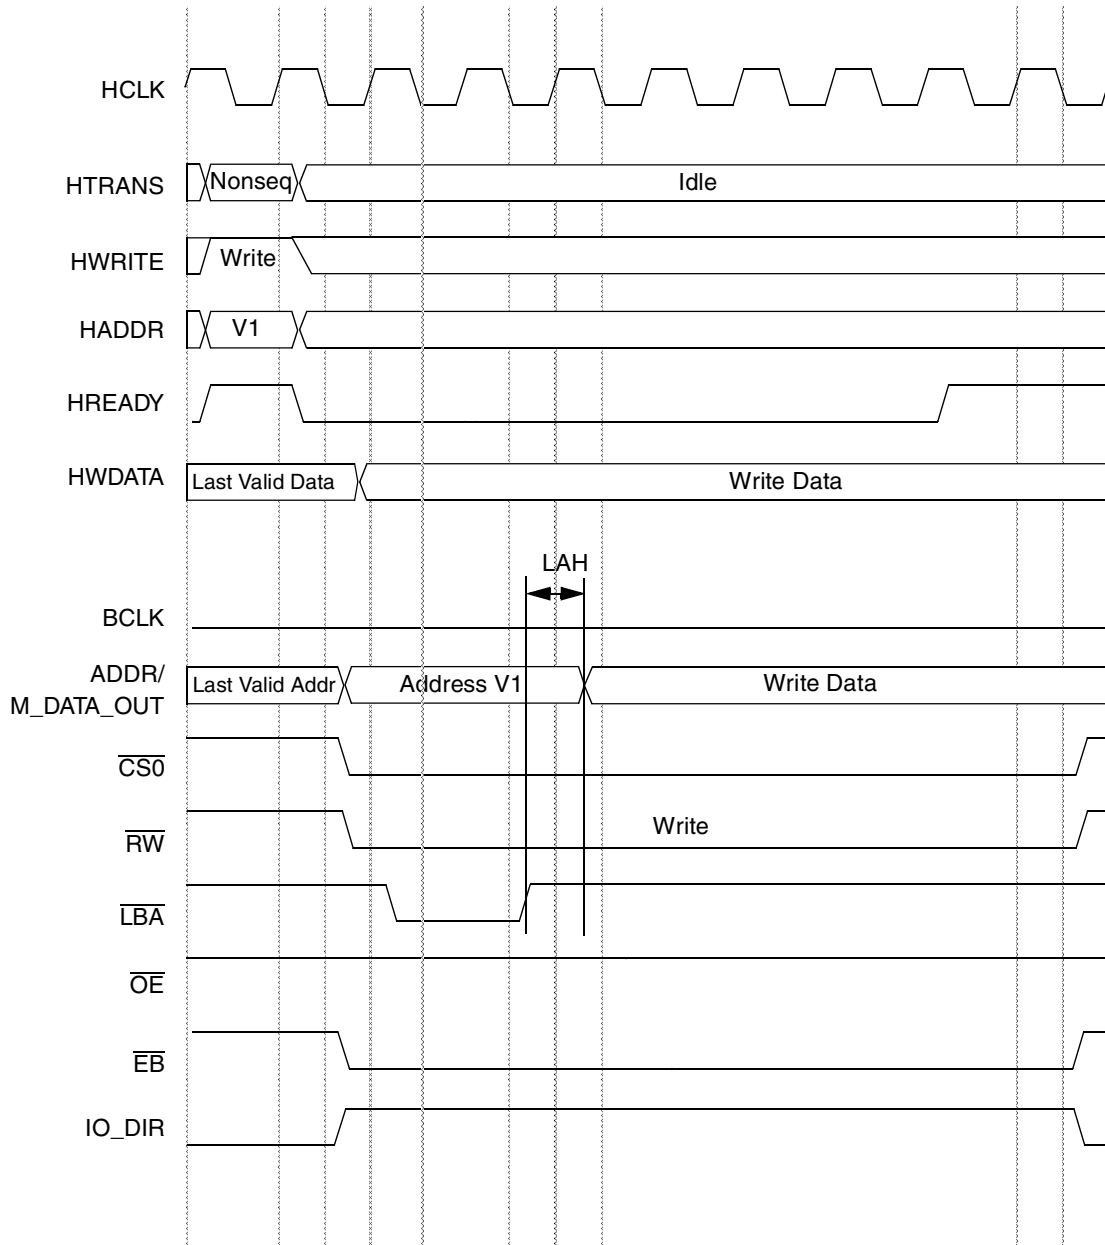 HCLK
HTRANS Nonseq Idle
HWRITE Write
HADDR V1
HREADY
HWDATA Last Valid Data Write Data
LAH
BCLK
ADDR/
M_DATA_OUT Last Valid Addr Address V1 Write Data
CS0
RW Write
LBA
OE
EB
IO_DIR